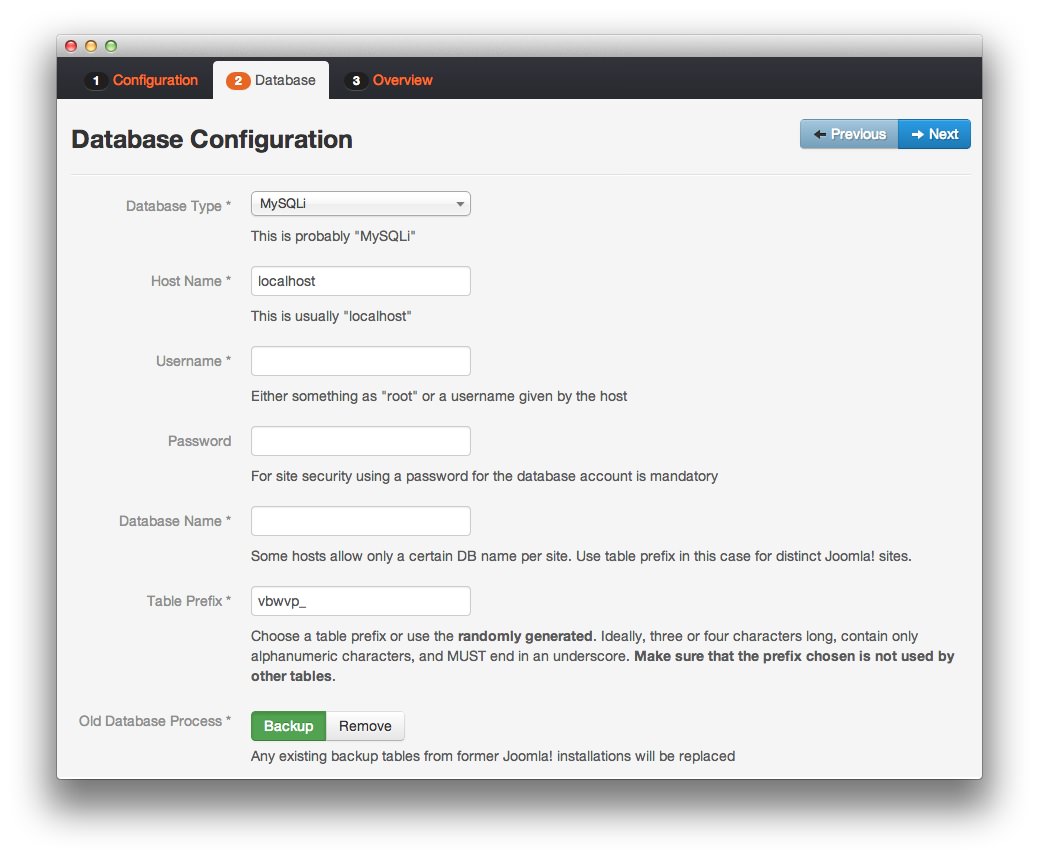 1 Configuration 2 Database 3 Overview
Database Configuration
Previous Next
Database Type * MySQLi
This is probably "MySQLi"
Host Name * localhost
This is usually "localhost"
Username *
Either something as "root" or a username given by the host
Password
For site security using a password for the database account is mandatory
Database Name *
Some hosts allow only a certain DB name per site. Use table prefix in this case for distinct Joomla! sites.
Table Prefix * vbwvp_
Choose a table prefix or use the randomly generated. Ideally, three or four characters long, contain only
alphanumeric characters, and MUST end in an underscore. Make sure that the prefix chosen is not used by
other tables.
Old Database Process * Backup Remove
Any existing backup tables from former Joomla! installations will be replaced